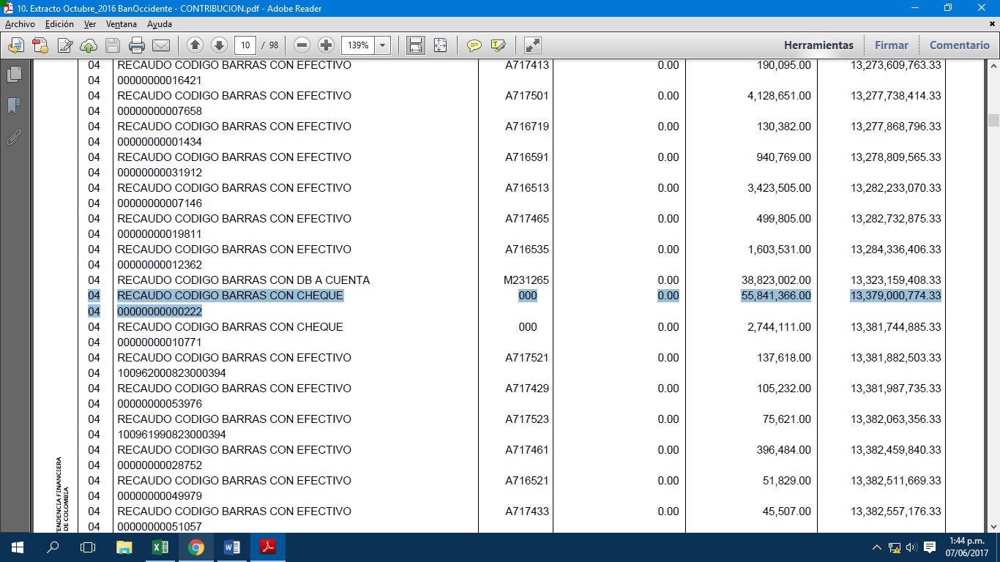 10. Extracto Octubre_2016 BanOccidente - CONTRIBUCION.pdf - Adobe Reader
Archivo Edición Ver Ventana Ayuda
10 / 98 139% Herramientas Firmar Comentario
04 RECAUDO CODIGO BARRAS CON EFECTIVO A717413 0.00 190,095.00 13,273,609,763.33
04 00000000016421
04 RECAUDO CODIGO BARRAS CON EFECTIVO A717501 0.00 4,128,651.00 13,277,738,414.33
04 00000000007658
04 RECAUDO CODIGO BARRAS CON EFECTIVO A716719 0.00 130,382.00 13,277,868,796.33
04 00000000001434
04 RECAUDO CODIGO BARRAS CON EFECTIVO A716591 0.00 940,769.00 13,278,809,565.33
04 00000000031912
04 RECAUDO CODIGO BARRAS CON EFECTIVO A716513 0.00 3,423,505.00 13,282,233,070.33
04 00000000007146
04 RECAUDO CODIGO BARRAS CON EFECTIVO A717465 0.00 499,805.00 13,282,732,875.33
04 00000000019811
04 RECAUDO CODIGO BARRAS CON EFECTIVO A716535 0.00 1,603,531.00 13,284,336,406.33
04 00000000012362
04 RECAUDO CODIGO BARRAS CON DB A CUENTA M231265 0.00 38,823,002.00 13,323,159,408.33
04 RECAUDO CODIGO BARRAS CON CHEQUE 000 0.00 55,841,366.00 13,379,000,774.33
04 00000000000222
04 RECAUDO CODIGO BARRAS CON CHEQUE 000 0.00 2,744,111.00 13,381,744,885.33
04 00000000010771
04 RECAUDO CODIGO BARRAS CON EFECTIVO A717521 0.00 137,618.00 13,381,882,503.33
04 100962000823000394
04 RECAUDO CODIGO BARRAS CON EFECTIVO A717429 0.00 105,232.00 13,381,987,735.33
04 00000000053976
04 RECAUDO CODIGO BARRAS CON EFECTIVO A717523 0.00 75,621.00 13,382,063,356.33
04 100961990823000394
04 RECAUDO CODIGO BARRAS CON EFECTIVO A717461 0.00 396,484.00 13,382,459,840.33
04 00000000028752
04 RECAUDO CODIGO BARRAS CON EFECTIVO A716521 0.00 51,829.00 13,382,511,669.33
04 00000000049979
04 RECAUDO CODIGO BARRAS CON EFECTIVO A717433 0.00 45,507.00 13,382,557,176.33
04 00000000051057
TENDENCIA FINANCIERA
DE COLOMBIA
1:44 p.m.
07/06/2017